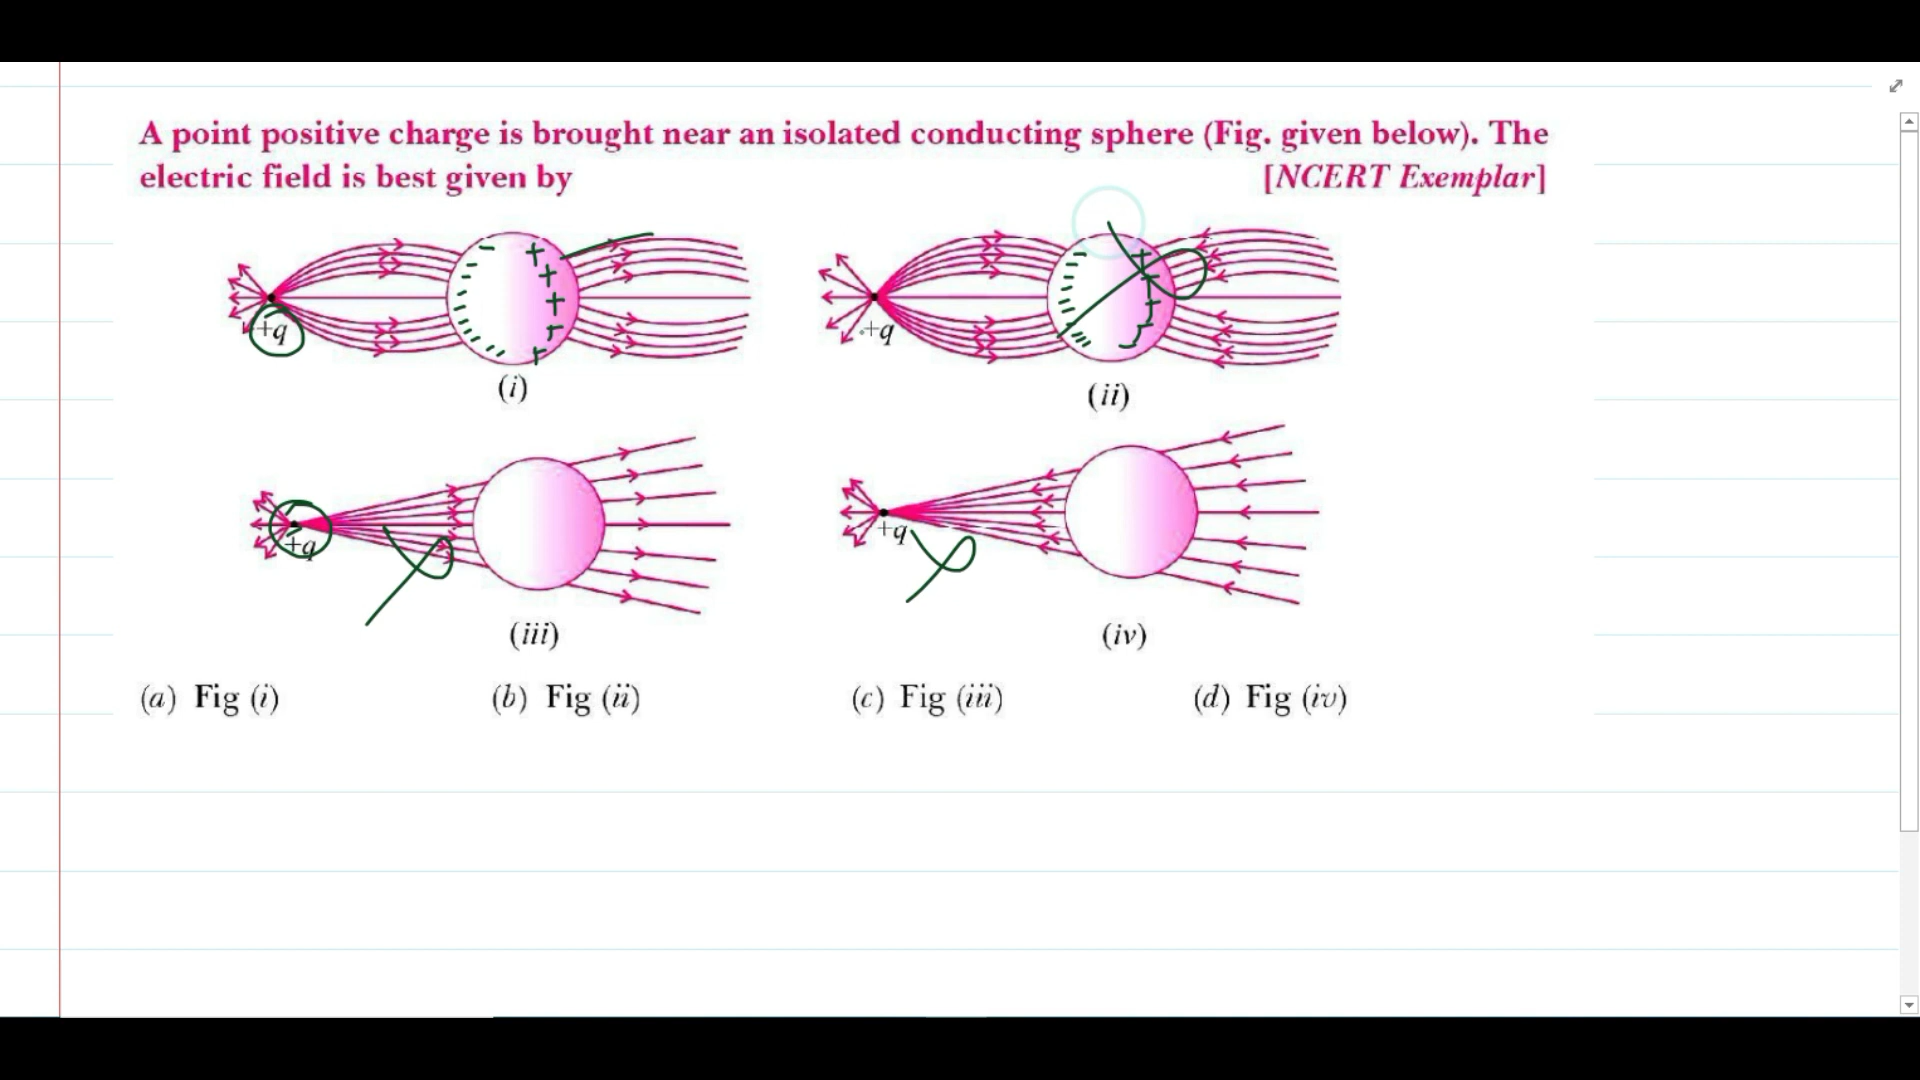 A point positive charge is brought near an isolated conducting sphere (Fig. given below). The
electric field is best given by [NCERT Exemplar]
+q
(i)
+q
(ii)
+q
(iii)
+q
(iv)
(a) Fig (i) (b) Fig (ii) (c) Fig (iii) (d) Fig (iv)